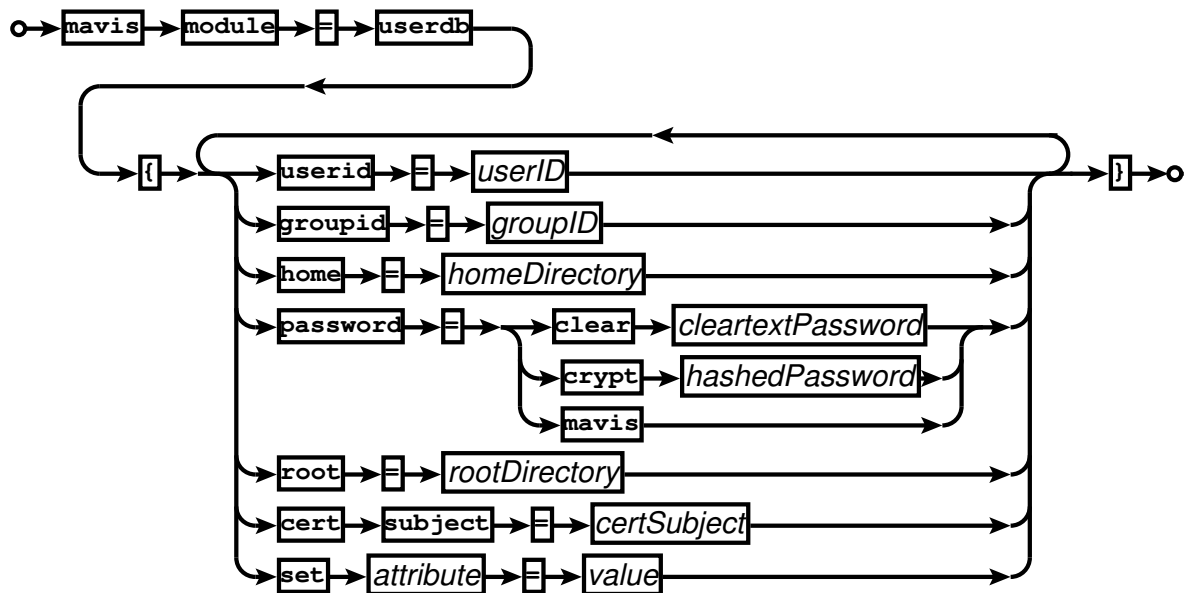 mavis module = userdb
{ userid = userID }
groupid = groupID
home = homeDirectory
password = clear cleartextPassword
crypt hashedPassword
mavis
root = rootDirectory
cert subject = certSubject
set attribute = value